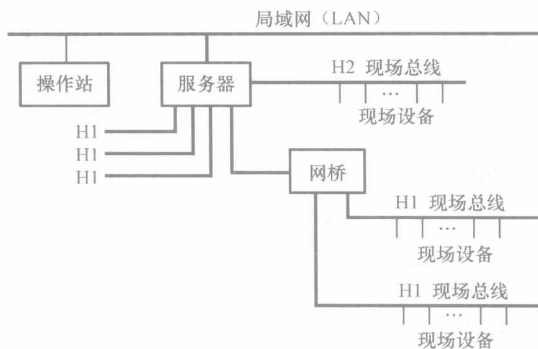 局域网（LAN）
操作站
服务器
H2 现场总线
···
现场设备
H1
H1
H1
网桥
H1 现场总线
···
现场设备
H1 现场总线
···
现场设备